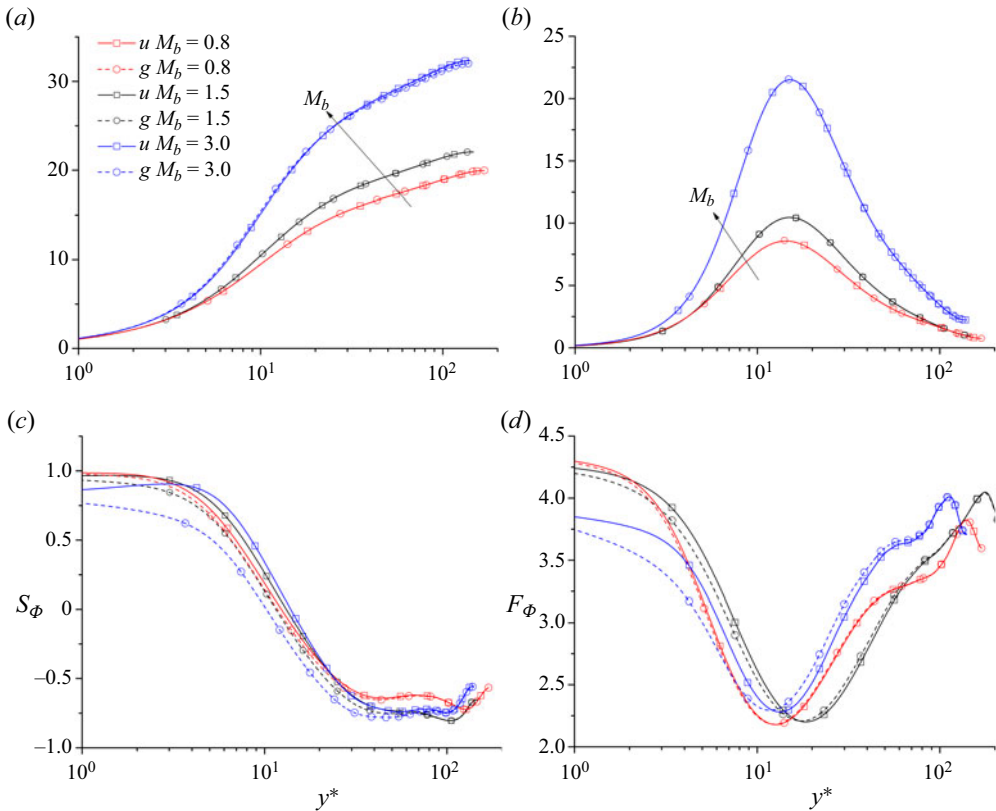 (a)
30
20
10
0
u M_b = 0.8
g M_b = 0.8
u M_b = 1.5
g M_b = 1.5
u M_b = 3.0
g M_b = 3.0
M_b
10^0 10^1 10^2
(b)
25
20
15
10
5
0
M_b
10^0 10^1 10^2
(c)
1.0
0.5
0
−0.5
−1.0
S_Φ
10^0 10^1 10^2
y*
(d)
4.5
4.0
3.5
3.0
2.5
2.0
F_Φ
10^0 10^1 10^2
y*